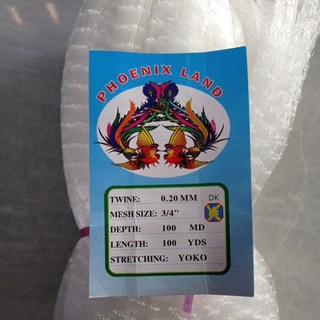 PHOENIX LAND
TWINE: 0.20 MM
DK
MESH SIZE: 3/4"
DEPTH: 100 MD
LENGTH: 100 YDS
STRETCHING: YOKO